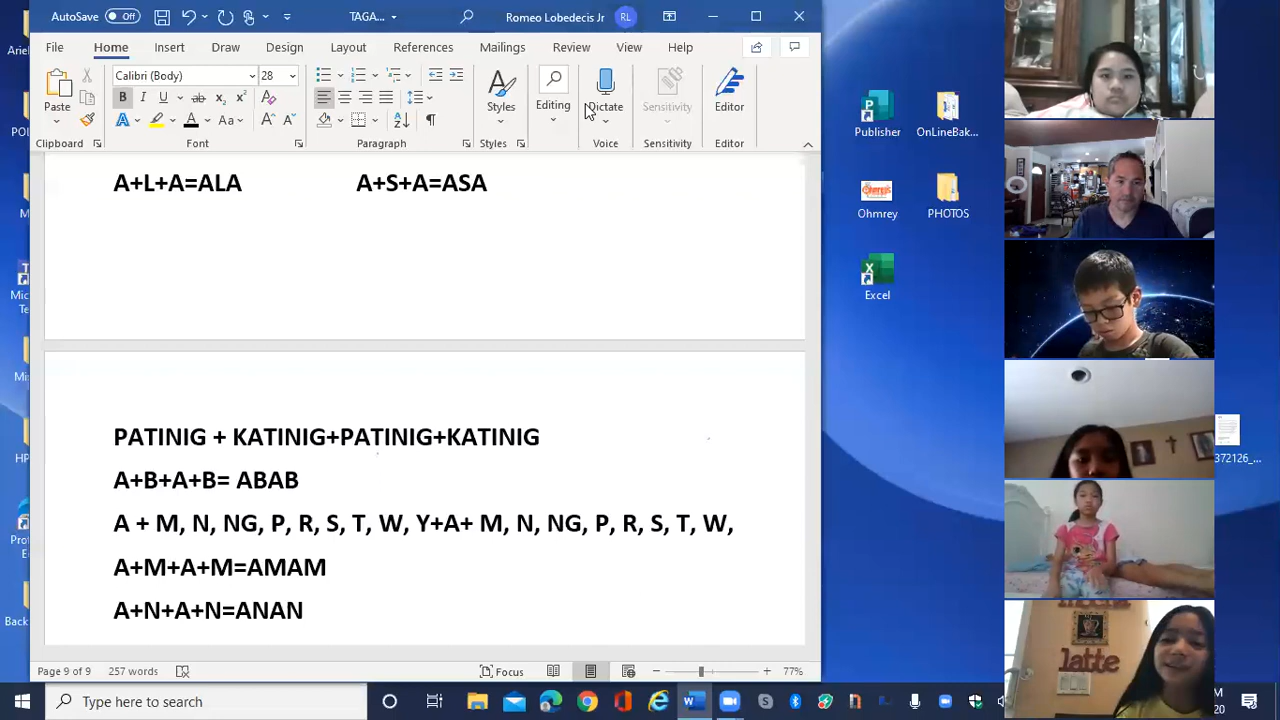 AutoSave Off TAGA... Romeo Lobedecis Jr RL
File Home Insert Draw Design Layout References Mailings Review View Help
Calibri (Body) 28
Paste Styles Editing Dictate Sensitivity Editor
Clipboard Font Paragraph Styles Voice Sensitivity Editor
A+L+A=ALA A+S+A=ASA
PATINIG + KATINIG+PATINIG+KATINIG
A+B+A+B= ABAB
A + M, N, NG, P, R, S, T, W, Y+A+ M, N, NG, P, R, S, T, W,
A+M+A+M=AMAM
A+N+A+N=ANAN
Page 9 of 9 257 words Focus 77%
Type here to search
Publisher OnLineBak...
Ohmrey PHOTOS
Excel
372126_...
latte